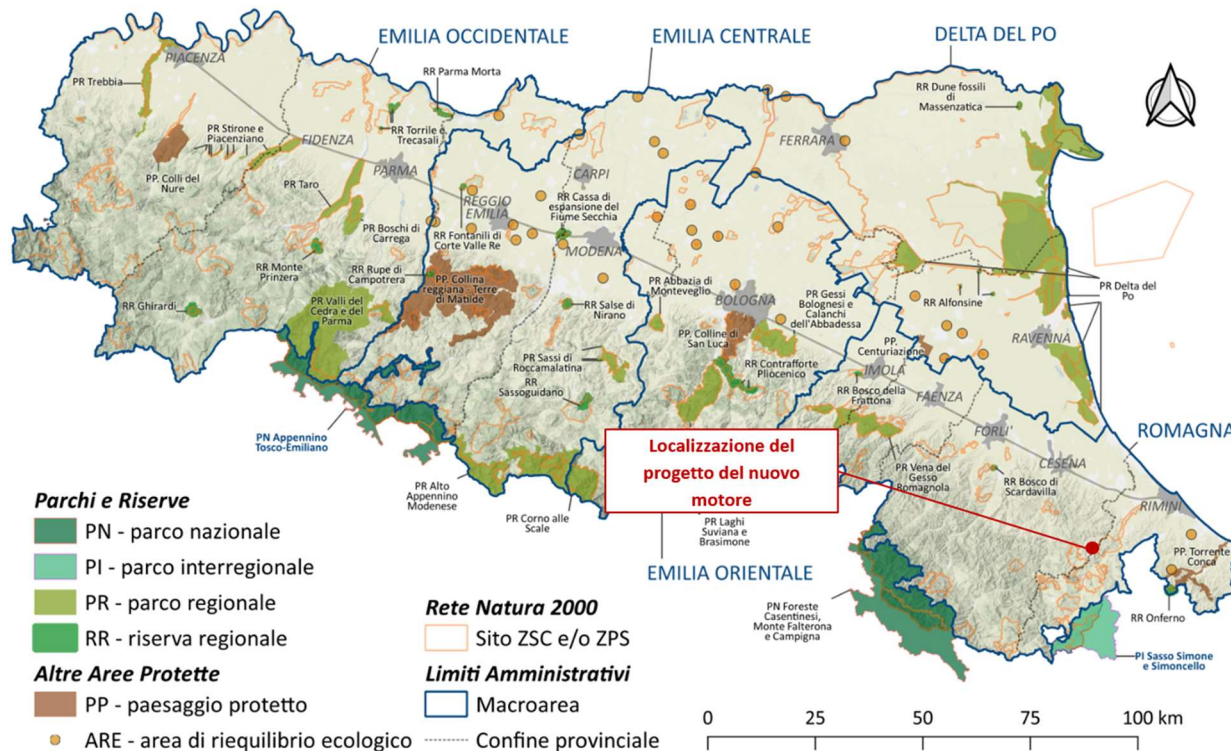 EMILIA OCCIDENTALE
EMILIA CENTRALE
DELTA DEL PO
PIACENZA
PR Trebbia
RR Parma Morta
RR Dune fossili
di
Massenzatica
PR Stirone e
Piacenziano
FIDENZA
RR Torrile e
Trecasali
FERRARA
PP. Colli del
Nure
PARMA
CARPI
PR Taro
REGGIO
EMILIA
RR Cassa di
espansione del
Fiume Secchia
PR Boschi di
Carrega
RR Fontanili di
Corte Valle Re
MODENA
RR Monte
Prinzera
RR Rupe di
Campotrera
PP. Collina
reggiana - Terre
di Matilde
PR Abbazia di
Monteveglio
BOLOGNA
PR Gessi
Bolognesi e
Calanchi
dell'Abbadessa
RR Alfonsine
PR Delta del
Po
RR Ghirardi
PR Valli del
Cedra e del
Parma
RR Salse di
Nirano
PP. Colline di
San Luca
RAVENNA
PP.
Centuriazione
PR Sassi di
Roccamalatina
RR Contrafforte
Pliocenico
IMOLA
RR Bosco della
Frattona
FAENZA
RR
Sassoguidano
PN Appennino
Tosco-Emiliano
FORLI'
ROMAGNA
Localizzazione del
progetto del nuovo
motore
CESENA
PR Vena del
Gesso
Romagnola
RR Bosco di
Scardavilla
RIMINI
PR Alto
Appennino
Modenese
PR Corno alle
Scale
PR Laghi
Suviana e
Brasimone
PP. Torrente
Conca
EMILIA ORIENTALE
PN Foreste
Casentinesi,
Monte Falterona
e Campigna
RR Onferno
PI Sasso Simone
e Simoncello
Parchi e Riserve
PN - parco nazionale
PI - parco interregionale
PR - parco regionale
RR - riserva regionale
Altre Aree Protette
PP - paesaggio protetto
ARE - area di riequilibrio ecologico
Rete Natura 2000
Sito ZSC e/o ZPS
Limiti Amministrativi
Macroarea
Confine provinciale
0 25 50 75 100 km